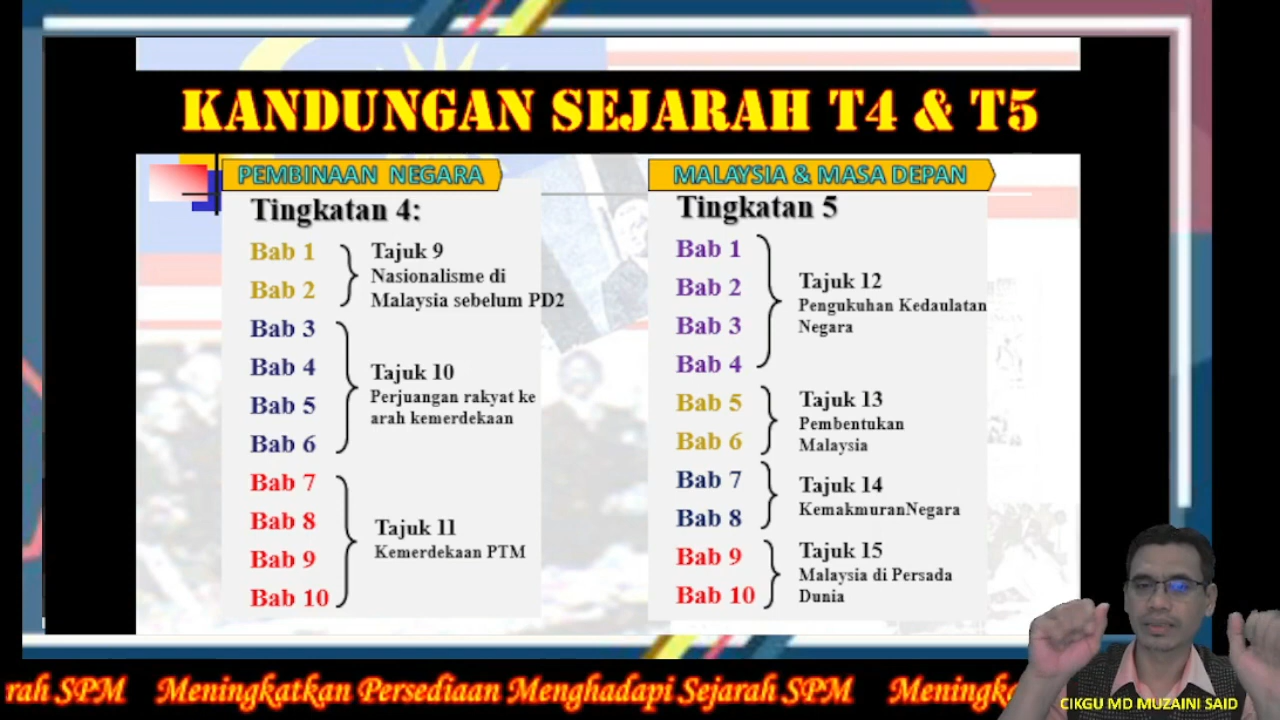 KANDUNGAN SEJARAH T4 & T5
PEMBINAAN NEGARA
Tingkatan 4:
Bab 1
Bab 2
Tajuk 9
Nasionalisme di
Malaysia sebelum PD2
Bab 3
Bab 4
Bab 5
Bab 6
Tajuk 10
Perjuangan rakyat ke
arah kemerdekaan
Bab 7
Bab 8
Bab 9
Bab 10
Tajuk 11
Kemerdekaan PTM
MALAYSIA & MASA DEPAN
Tingkatan 5
Bab 1
Bab 2
Bab 3
Bab 4
Tajuk 12
Pengukuhan Kedaulatan
Negara
Bab 5
Bab 6
Tajuk 13
Pembentukan
Malaysia
Bab 7
Bab 8
Tajuk 14
KemakmuranNegara
Bab 9
Bab 10
Tajuk 15
Malaysia di Persada
Dunia
rah SPM Meningkatkan Persediaan Menghadapi Sejarah SPM Meningk
CIKGU MD MUZAINI SAID